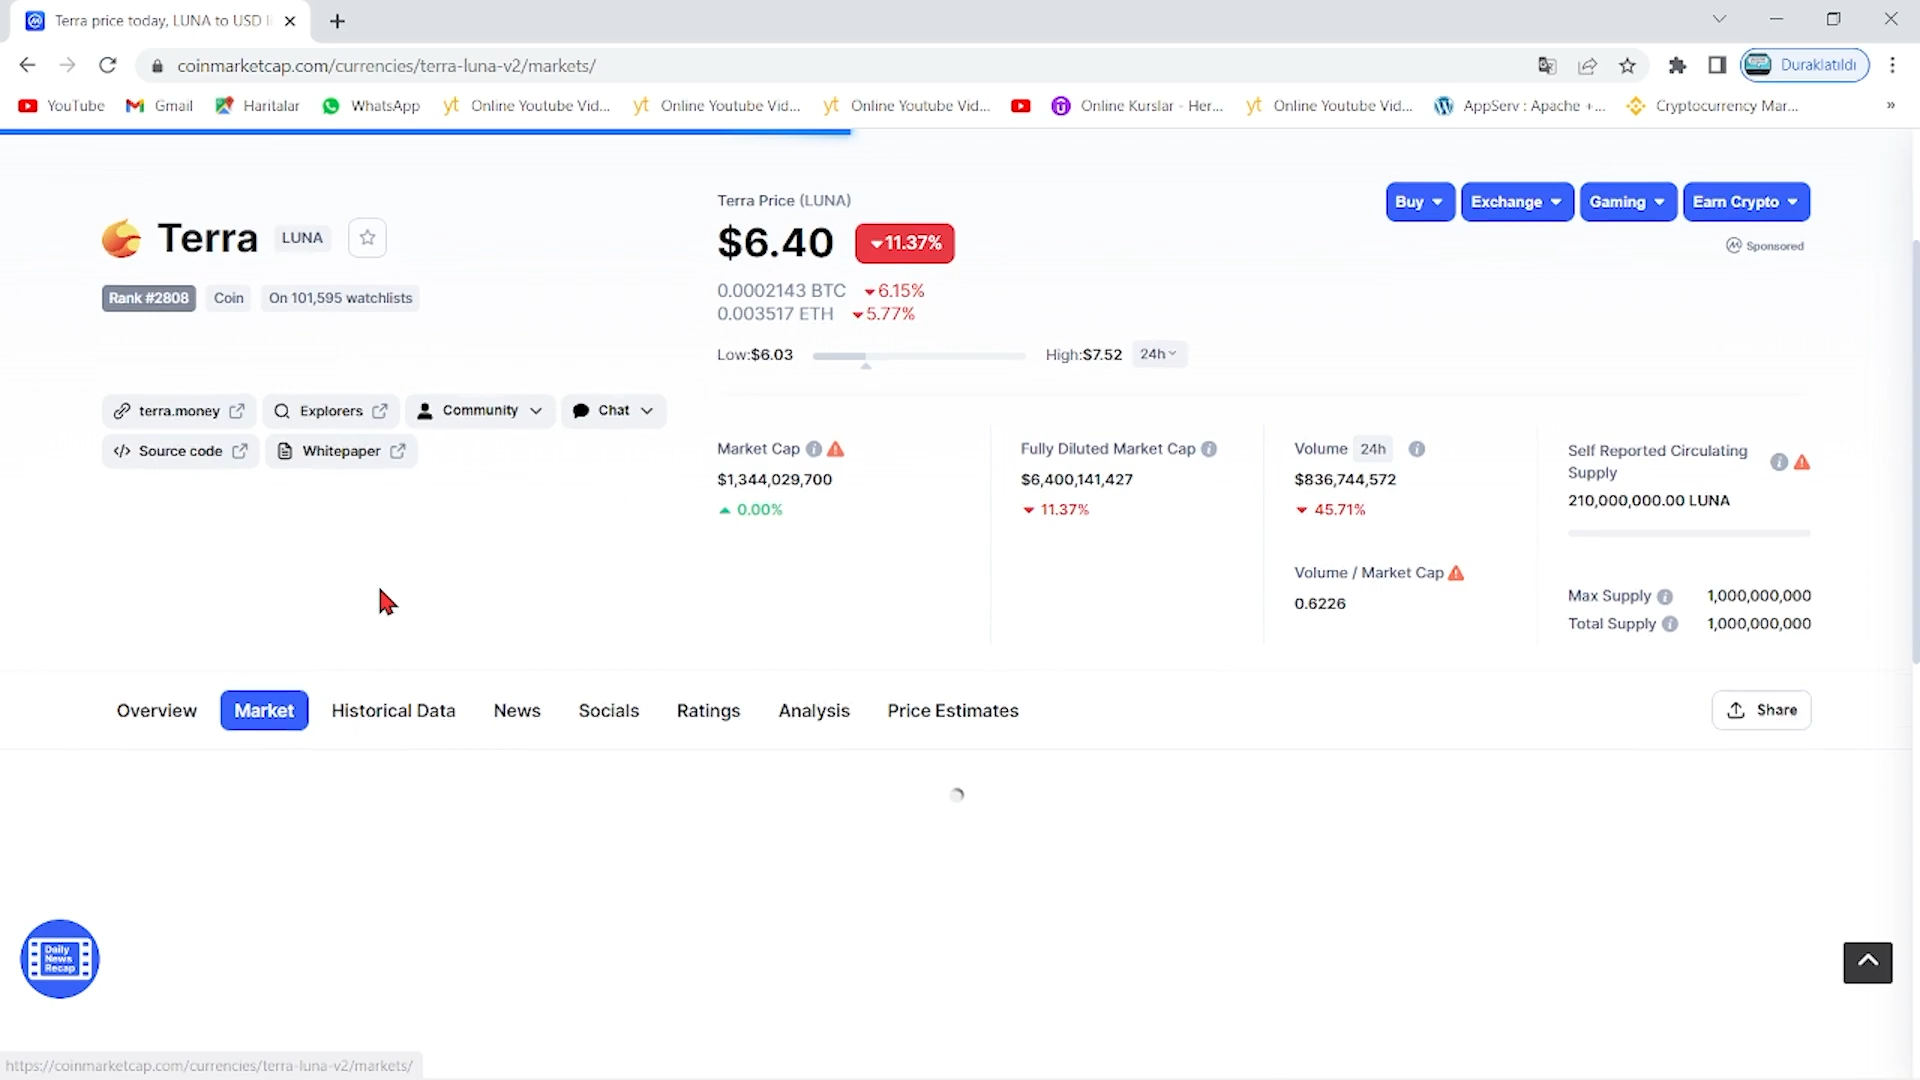 Terra price today, LUNA to USD li
coinmarketcap.com/currencies/terra-luna-v2/markets/
Duraklatıldı
YouTube
Gmail
Haritalar
WhatsApp
yt Online Youtube Vid...
yt Online Youtube Vid...
yt Online Youtube Vid...
Online Kurslar - Her...
yt Online Youtube Vid...
AppServ : Apache +...
Cryptocurrency Mar...
»
Terra LUNA
Rank #2808 Coin On 101,595 watchlists
terra.money Explorers Community Chat
Source code Whitepaper
Terra Price (LUNA)
$6.40 11.37%
0.0002143 BTC 6.15%
0.003517 ETH 5.77%
Low:$6.03 High:$7.52 24h
Buy Exchange Gaming Earn Crypto
Sponsored
Market Cap
$1,344,029,700
0.00%
Fully Diluted Market Cap
$6,400,141,427
11.37%
Volume 24h
$836,744,572
45.71%
Volume / Market Cap
0.6226
Self Reported Circulating
Supply
210,000,000.00 LUNA
Max Supply 1,000,000,000
Total Supply 1,000,000,000
Overview Market Historical Data News Socials Ratings Analysis Price Estimates Share
Daily
News
Recap
https://coinmarketcap.com/currencies/terra-luna-v2/markets/